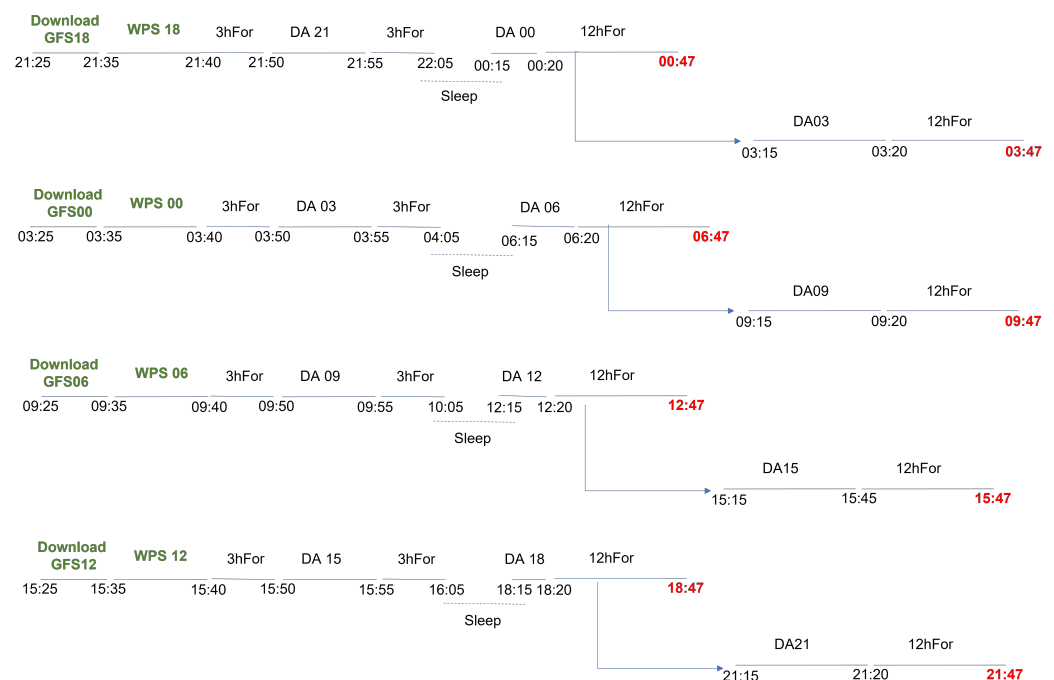 Download
GFS18
WPS 18
3hFor
DA 21
3hFor
DA 00
12hFor
21:25
21:35
21:40
21:50
21:55
22:05
00:15
00:20
00:47
Sleep
DA03
12hFor
03:15
03:20
03:47
Download
GFS00
WPS 00
3hFor
DA 03
3hFor
DA 06
12hFor
03:25
03:35
03:40
03:50
03:55
04:05
06:15
06:20
06:47
Sleep
DA09
12hFor
09:15
09:20
09:47
Download
GFS06
WPS 06
3hFor
DA 09
3hFor
DA 12
12hFor
09:25
09:35
09:40
09:50
09:55
10:05
12:15
12:20
12:47
Sleep
DA15
12hFor
15:15
15:45
15:47
Download
GFS12
WPS 12
3hFor
DA 15
3hFor
DA 18
12hFor
15:25
15:35
15:40
15:50
15:55
16:05
18:15
18:20
18:47
Sleep
DA21
12hFor
21:15
21:20
21:47